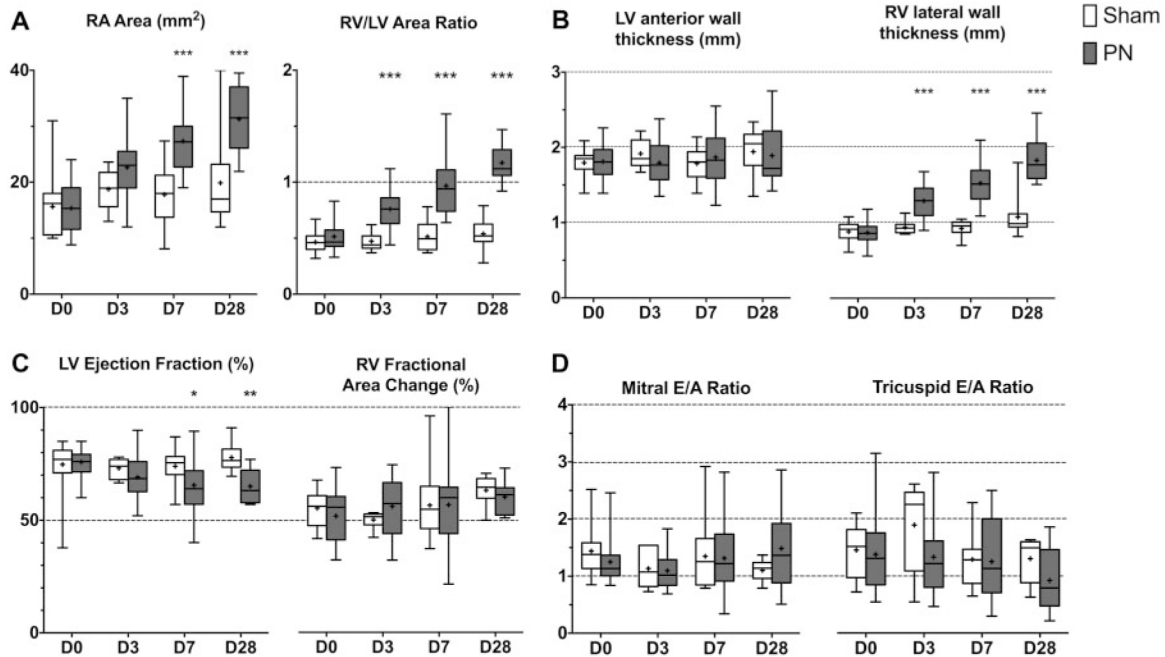 A
RA Area (mm²)
RV/LV Area Ratio
*** ***
*** *** ***
40
20
0
D0 D3 D7 D28
2
1
0
D0 D3 D7 D28
B
LV anterior wall
thickness (mm)
RV lateral wall
thickness (mm)
Sham
PN
*** *** ***
3
2
1
0
D0 D3 D7 D28
D0 D3 D7 D28
C
LV Ejection Fraction (%)
RV Fractional
Area Change (%)
* **
100
50
0
D0 D3 D7 D28
D0 D3 D7 D28
D
Mitral E/A Ratio
Tricuspid E/A Ratio
4
3
2
1
0
D0 D3 D7 D28
D0 D3 D7 D28